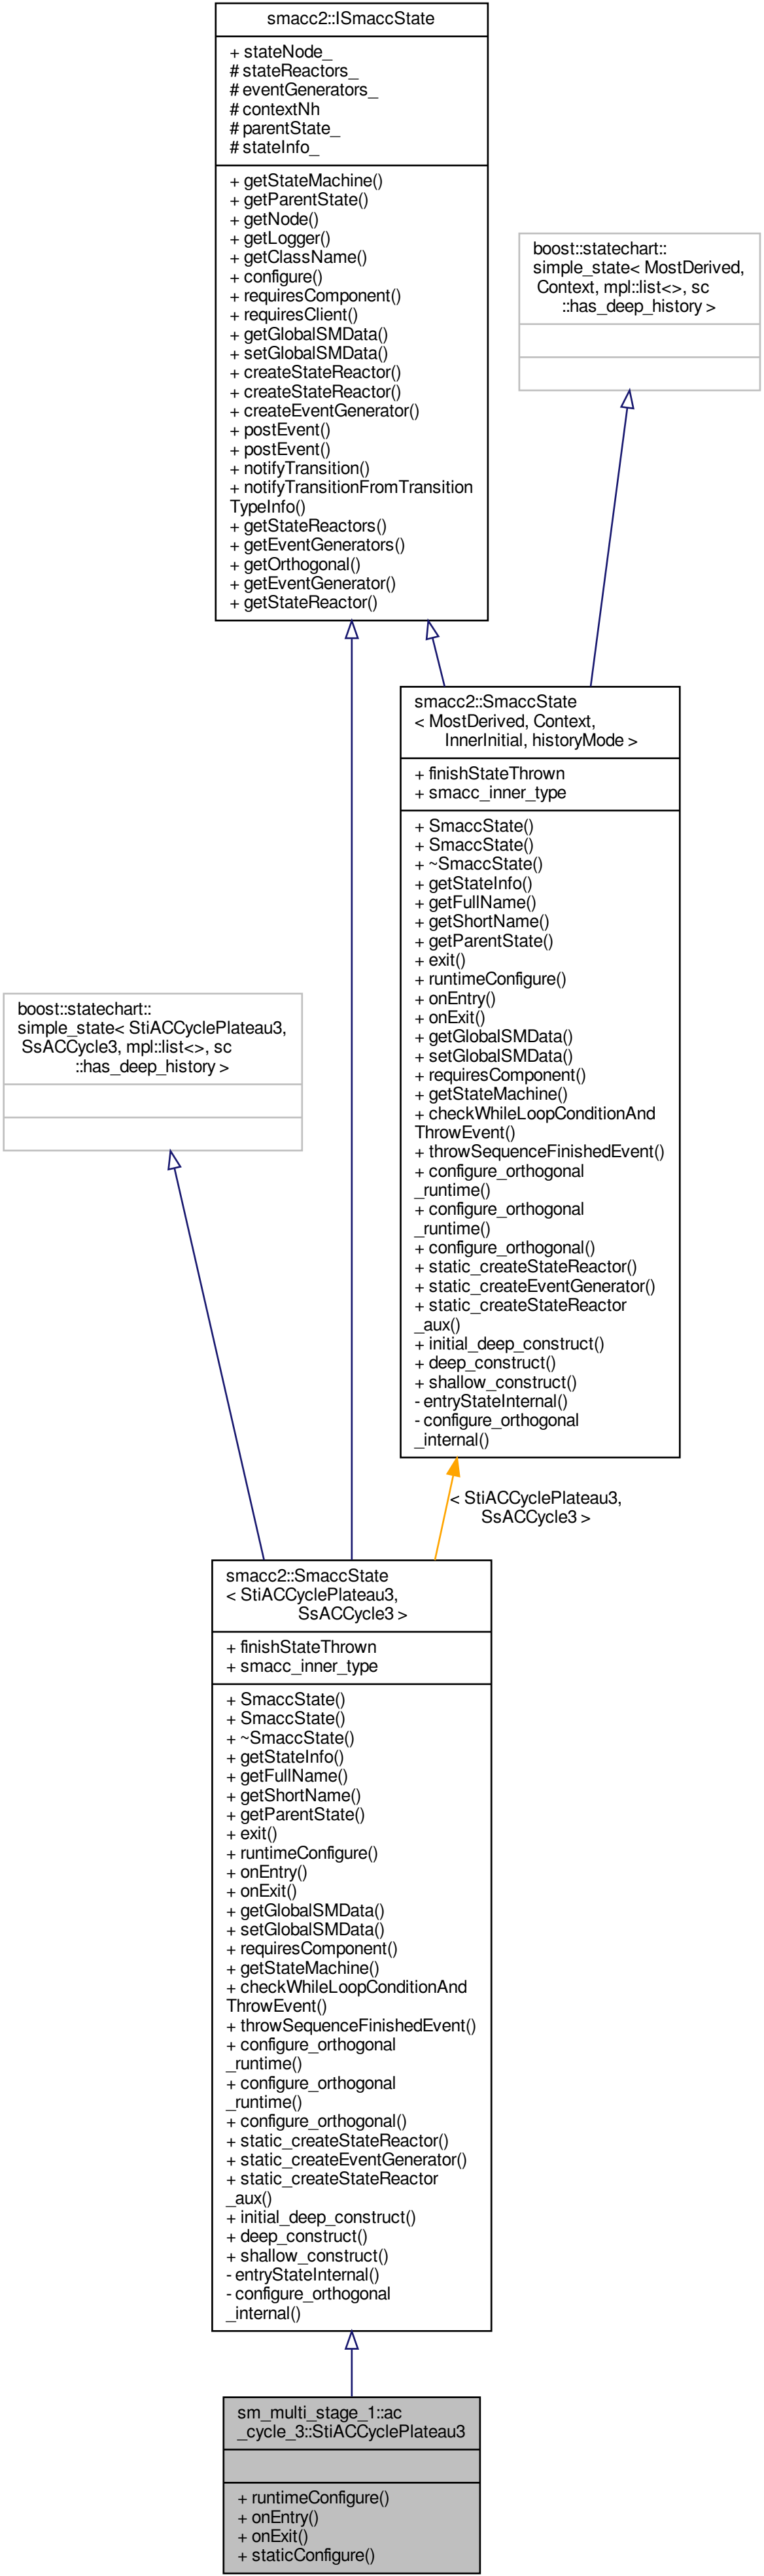 smacc2::ISmaccState
+ stateNode_
# stateReactors_
# eventGenerators_
# contextNh
# parentState_
# stateInfo_
+ getStateMachine()
+ getParentState()
+ getNode()
+ getLogger()
+ getClassName()
+ configure()
+ requiresComponent()
+ requiresClient()
+ getGlobalSMData()
+ setGlobalSMData()
+ createStateReactor()
+ createStateReactor()
+ createEventGenerator()
+ postEvent()
+ postEvent()
+ notifyTransition()
+ notifyTransitionFromTransition
TypeInfo()
+ getStateReactors()
+ getEventGenerators()
+ getOrthogonal()
+ getEventGenerator()
+ getStateReactor()
boost::statechart::
simple_state< MostDerived,
Context, mpl::list<>, sc
::has_deep_history >
smacc2::SmaccState
< MostDerived, Context,
InnerInitial, historyMode >
+ finishStateThrown
+ smacc_inner_type
+ SmaccState()
+ SmaccState()
+ ~SmaccState()
+ getStateInfo()
+ getFullName()
+ getShortName()
+ getParentState()
+ exit()
+ runtimeConfigure()
+ onEntry()
+ onExit()
+ getGlobalSMData()
+ setGlobalSMData()
+ requiresComponent()
+ getStateMachine()
+ checkWhileLoopConditionAnd
ThrowEvent()
+ throwSequenceFinishedEvent()
+ configure_orthogonal
_runtime()
+ configure_orthogonal
_runtime()
+ configure_orthogonal()
+ static_createStateReactor()
+ static_createEventGenerator()
+ static_createStateReactor
_aux()
+ initial_deep_construct()
+ deep_construct()
+ shallow_construct()
- entryStateInternal()
- configure_orthogonal
_internal()
boost::statechart::
simple_state< StiACCyclePlateau3,
SsACCycle3, mpl::list<>, sc
::has_deep_history >
< StiACCyclePlateau3,
SsACCycle3 >
smacc2::SmaccState
< StiACCyclePlateau3,
SsACCycle3 >
+ finishStateThrown
+ smacc_inner_type
+ SmaccState()
+ SmaccState()
+ ~SmaccState()
+ getStateInfo()
+ getFullName()
+ getShortName()
+ getParentState()
+ exit()
+ runtimeConfigure()
+ onEntry()
+ onExit()
+ getGlobalSMData()
+ setGlobalSMData()
+ requiresComponent()
+ getStateMachine()
+ checkWhileLoopConditionAnd
ThrowEvent()
+ throwSequenceFinishedEvent()
+ configure_orthogonal
_runtime()
+ configure_orthogonal
_runtime()
+ configure_orthogonal()
+ static_createStateReactor()
+ static_createEventGenerator()
+ static_createStateReactor
_aux()
+ initial_deep_construct()
+ deep_construct()
+ shallow_construct()
- entryStateInternal()
- configure_orthogonal
_internal()
sm_multi_stage_1::ac
_cycle_3::StiACCyclePlateau3
+ runtimeConfigure()
+ onEntry()
+ onExit()
+ staticConfigure()